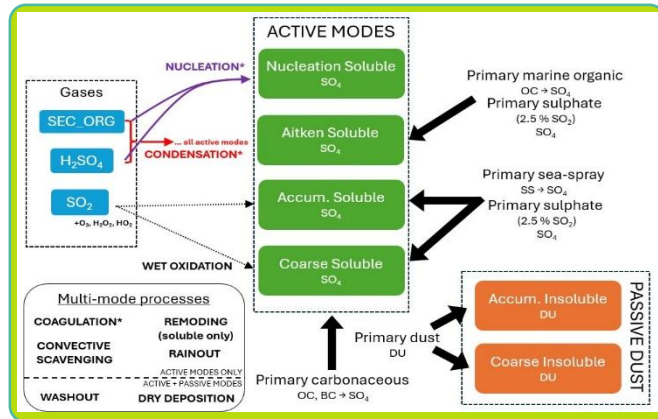 ACTIVE MODES
NUCLEATION*
Nucleation Soluble
SO₄
Gases
SEC_ORG
... all active modes
CONDENSATION*
H₂SO₄
Aitken Soluble
SO₄
SO₂
+O₃, H₂O₂, HO₂
Accum. Soluble
SO₄
WET OXIDATION
Coarse Soluble
SO₄
Primary marine organic
OC → SO₄
Primary sulphate
(2.5 % SO₂)
SO₄
Primary sea-spray
SS → SO₄
Primary sulphate
(2.5 % SO₂)
SO₄
Multi-mode processes
COAGULATION*
REMODING
(soluble only)
CONVECTIVE
SCAVENGING
RAINOUT
ACTIVE MODES ONLY
ACTIVE + PASSIVE MODES
WASHOUT
DRY DEPOSITION
Primary dust
DU
Primary carbonaceous
OC, BC → SO₄
Accum. Insoluble
DU
Coarse Insoluble
DU
PASSIVE DUST